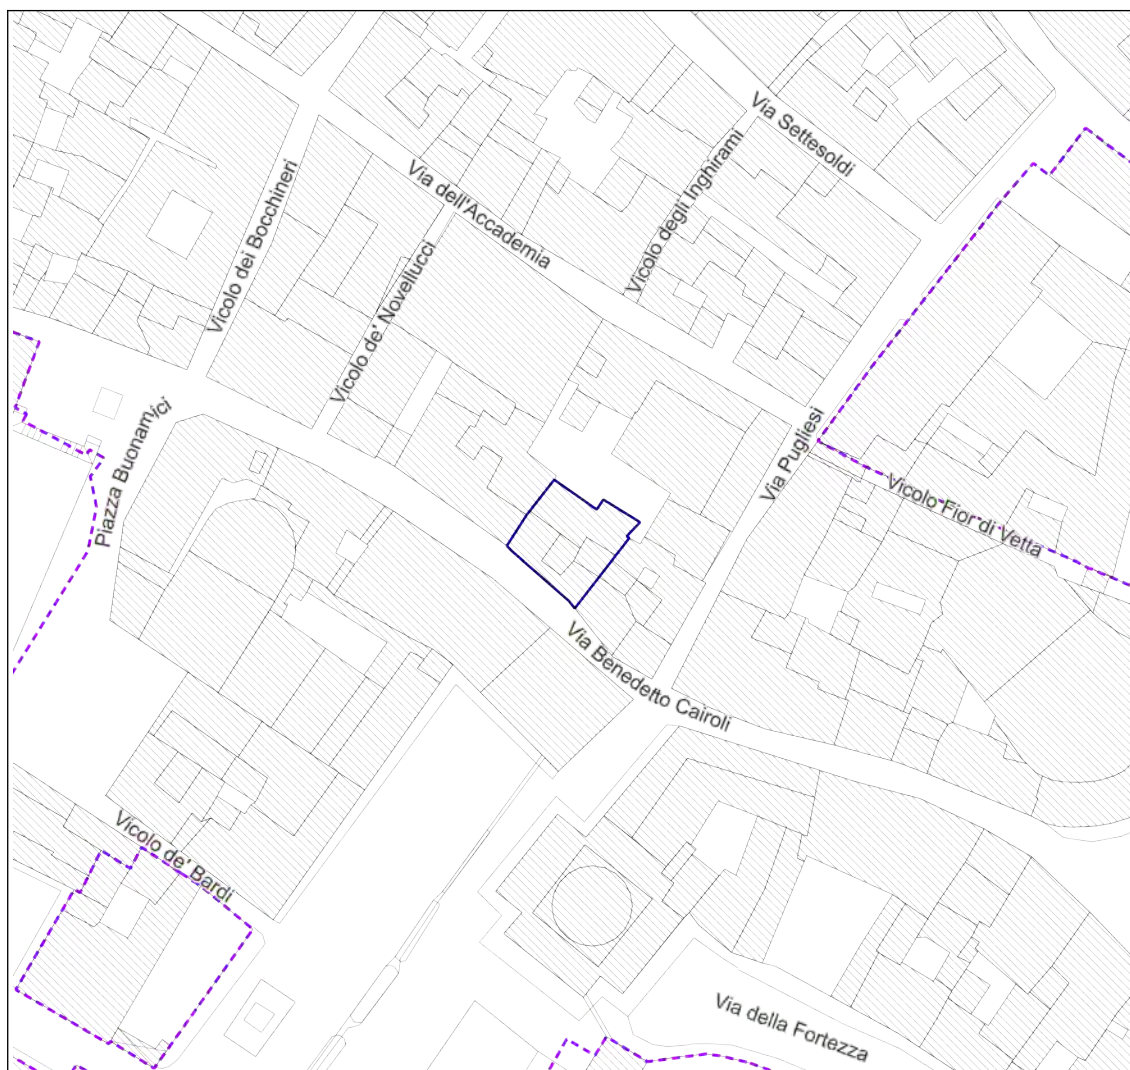 Via Settesoldi
Vicolo degli Inghirami
Via dell'Accademia
Vicolo dei Bocchineri
Vicolo de' Novellucci
Piazza Buonamici
Via Pugliesi
Vicolo Fior di Vetta
Via Benedetto Cairoli
Vicolo de' Bardi
Via della Fortezza